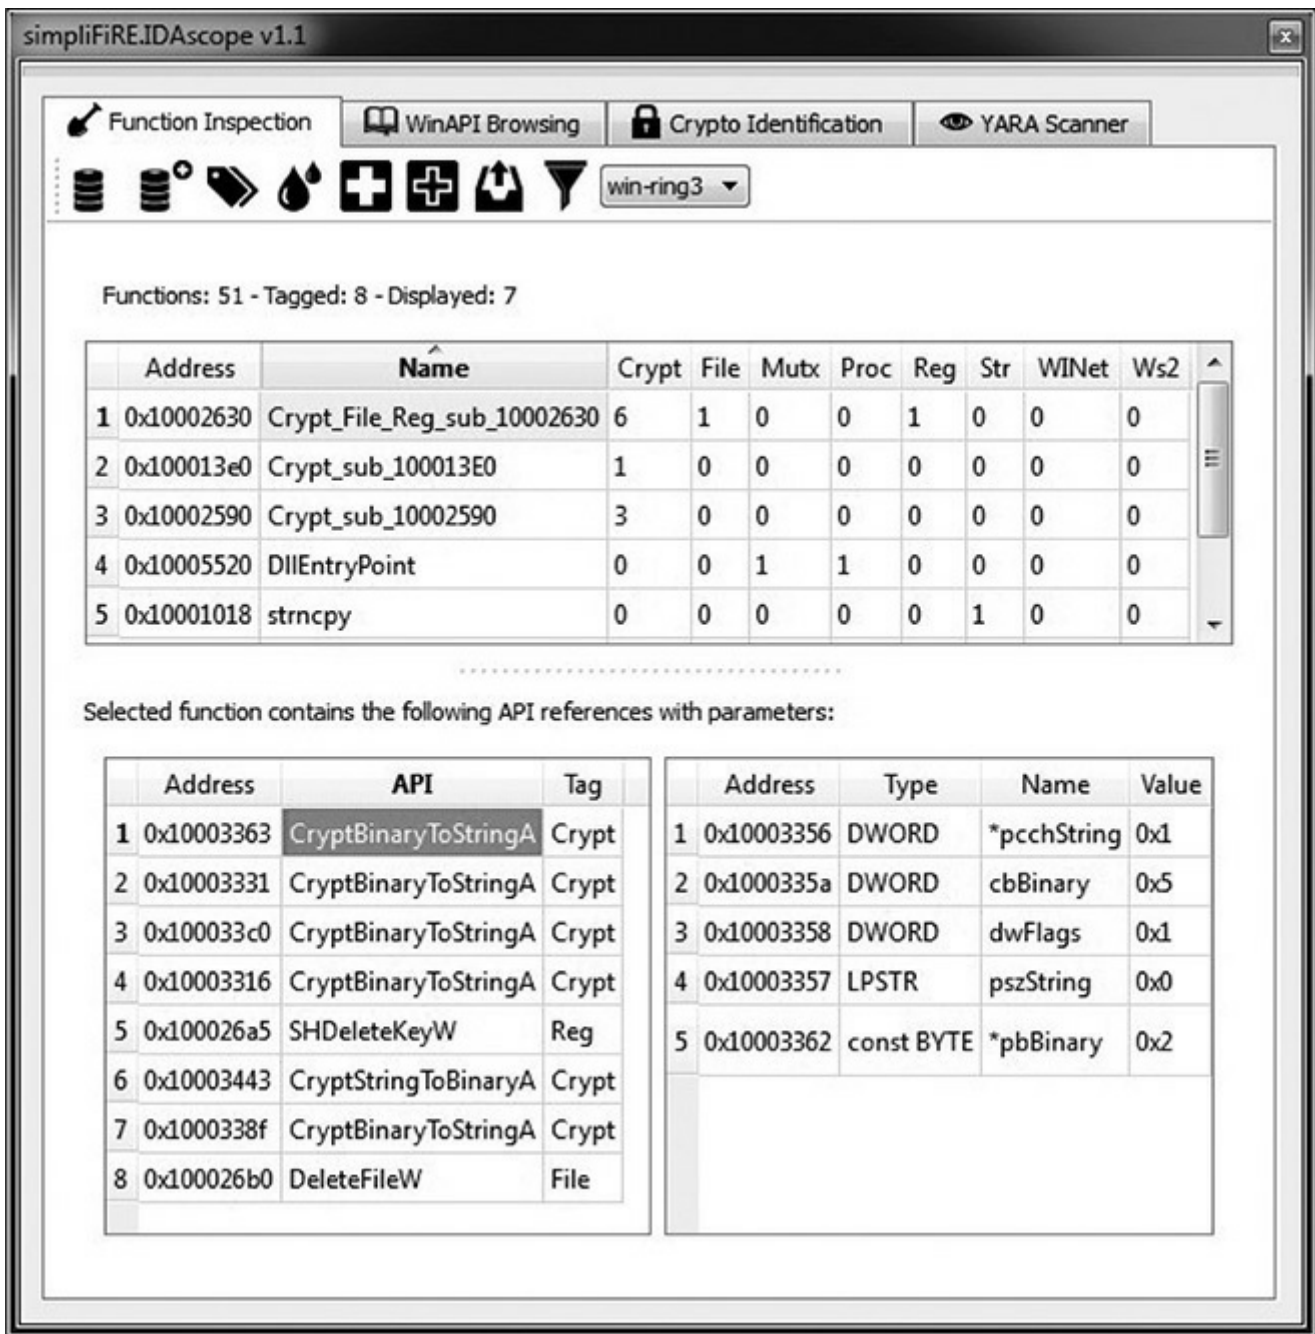 simpliFiRE.IDAscope v1.1
x
Function Inspection WinAPI Browsing Crypto Identification YARA Scanner
win-ring3
Functions: 51 - Tagged: 8 - Displayed: 7
Address Name Crypt File Mutx Proc Reg Str WINet Ws2
1 0x10002630 Crypt_File_Reg_sub_10002630 6 1 0 0 1 0 0 0
2 0x100013e0 Crypt_sub_100013E0 1 0 0 0 0 0 0 0
3 0x10002590 Crypt_sub_10002590 3 0 0 0 0 0 0 0
4 0x10005520 DllEntryPoint 0 0 1 1 0 0 0 0
5 0x10001018 strncpy 0 0 0 0 0 1 0 0
Selected function contains the following API references with parameters:
Address API Tag
1 0x10003363 CryptBinaryToStringA Crypt
2 0x10003331 CryptBinaryToStringA Crypt
3 0x100033c0 CryptBinaryToStringA Crypt
4 0x10003316 CryptBinaryToStringA Crypt
5 0x100026a5 SHDeleteKeyW Reg
6 0x10003443 CryptStringToBinaryA Crypt
7 0x1000338f CryptBinaryToStringA Crypt
8 0x100026b0 DeleteFileW File
Address Type Name Value
1 0x10003356 DWORD *pcchString 0x1
2 0x1000335a DWORD cbBinary 0x5
3 0x10003358 DWORD dwFlags 0x1
4 0x10003357 LPSTR pszString 0x0
5 0x10003362 const BYTE *pbBinary 0x2